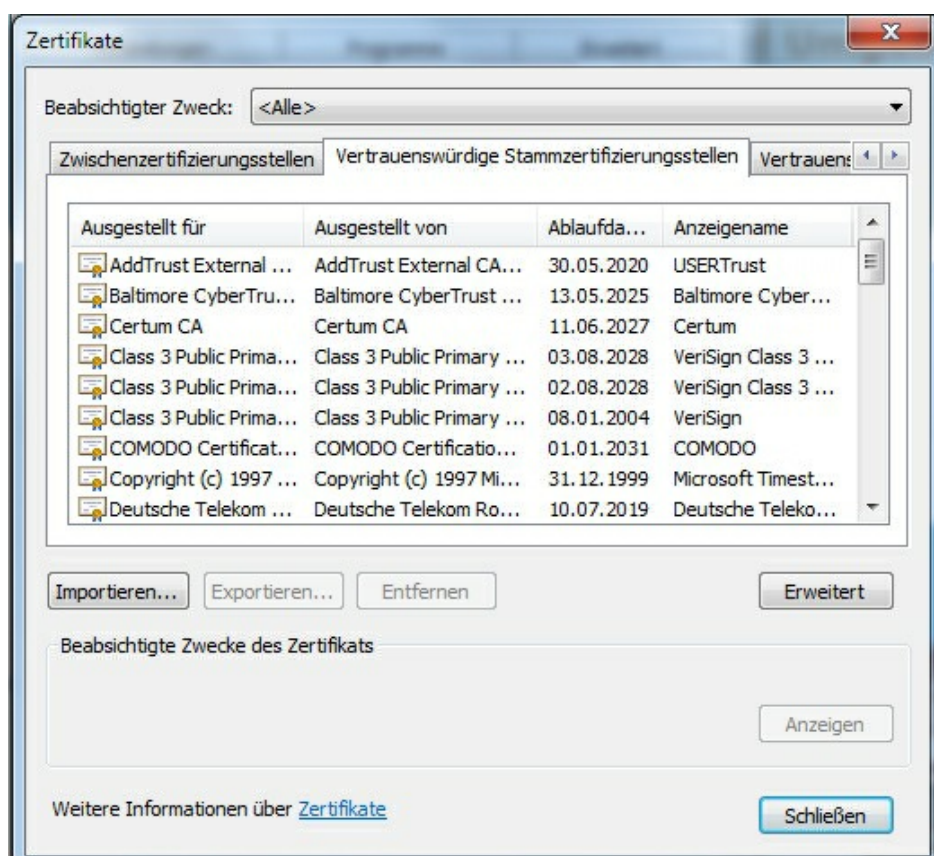 Zertifikate
Beabsichtigter Zweck: <Alle>
Zwischenzertifizierungsstellen Vertrauenswürdige Stammzertifizierungsstellen Vertrauens
Ausgestellt für Ausgestellt von Ablaufda... Anzeigename
AddTrust External ... AddTrust External CA... 30.05.2020 USERTrust
Baltimore CyberTru... Baltimore CyberTrust ... 13.05.2025 Baltimore Cyber...
Certum CA Certum CA 11.06.2027 Certum
Class 3 Public Prima... Class 3 Public Primary ... 03.08.2028 VeriSign Class 3 ...
Class 3 Public Prima... Class 3 Public Primary ... 02.08.2028 VeriSign Class 3 ...
Class 3 Public Prima... Class 3 Public Primary ... 08.01.2004 VeriSign
COMODO Certificat... COMODO Certificatio... 01.01.2031 COMODO
Copyright (c) 1997 ... Copyright (c) 1997 Mi... 31.12.1999 Microsoft Timest...
Deutsche Telekom ... Deutsche Telekom Ro... 10.07.2019 Deutsche Teleko...
Importieren... Exportieren... Entfernen Erweitert
Beabsichtigte Zwecke des Zertifikats
Anzeigen
Weitere Informationen über Zertifikate
Schließen